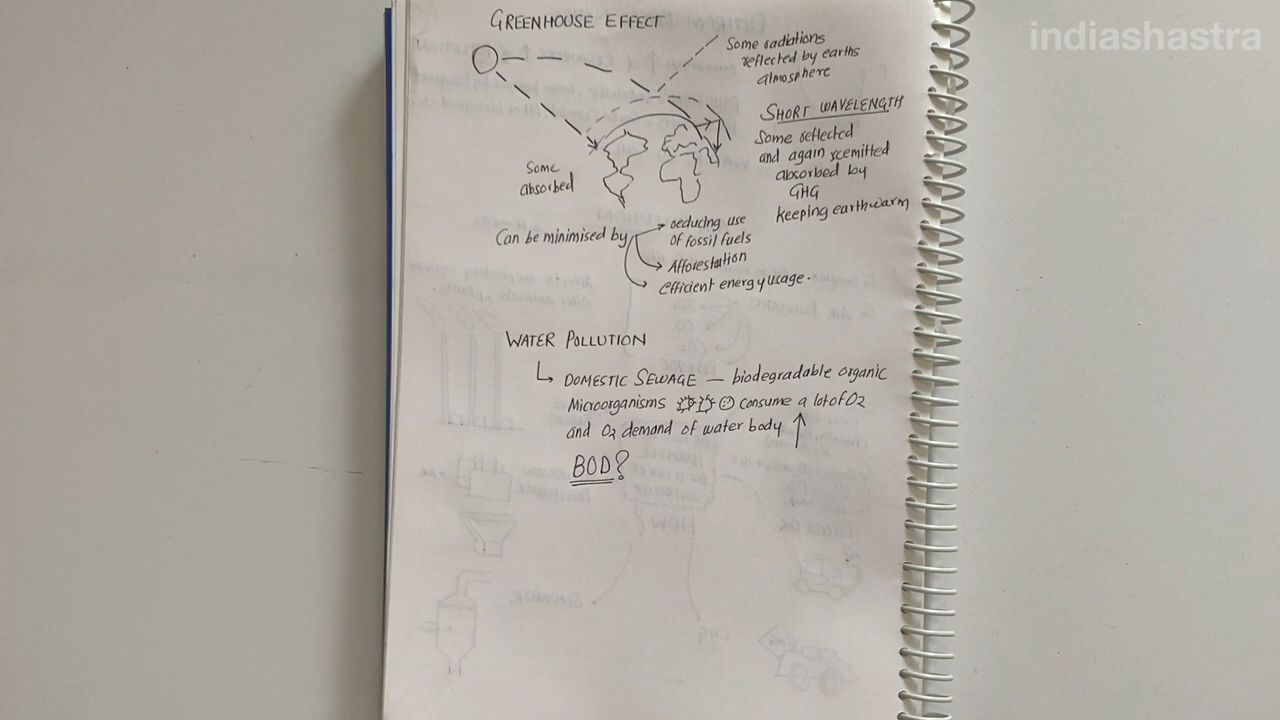 indiashastra
GREENHOUSE EFFECT
Some radiations
reflected by earths
atmosphere
SHORT WAVELENGTH
Some reflected
and again reemitted
absorbed by
GHG
keeping earth warm
Some
absorbed
Can be minimised by
reducing use
of fossil fuels
Afforestation
efficient energy usage.
WATER POLLUTION
DOMESTIC SEWAGE — biodegradable organic
Microorganisms consume a lot of O2
and O2 demand of water body ↑
BOD?